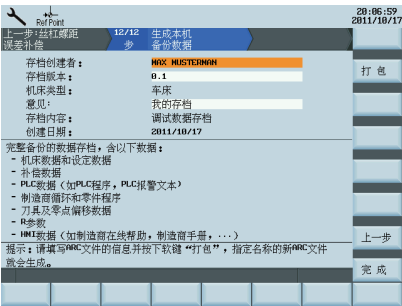 Ref Point
20:06:59
2011/10/17
上一步:丝杠螺距
误差补偿
12/12
步
生成本机
备份数据
存档创建者:
MAX MUSTERMAN
存档版本:
0.1
机床类型:
车床
意见:
我的存档
存档内容:
调试数据存档
创建日期:
2011/10/17
完整备份的数据存档,含以下数据:
- 机床数据和设定数据
- 补偿数据
- PLC数据(如PLC程序,PLC报警文本)
- 制造商循环和零件程序
- 刀具及零点偏移数据
- R参数
- HMI数据(如制造商在线帮助,制造商手册,···)
提示:请填写ARC文件的信息并按下软键“打包”,指定名称的新ARC文件
就会生成。
打包
上一步
完成